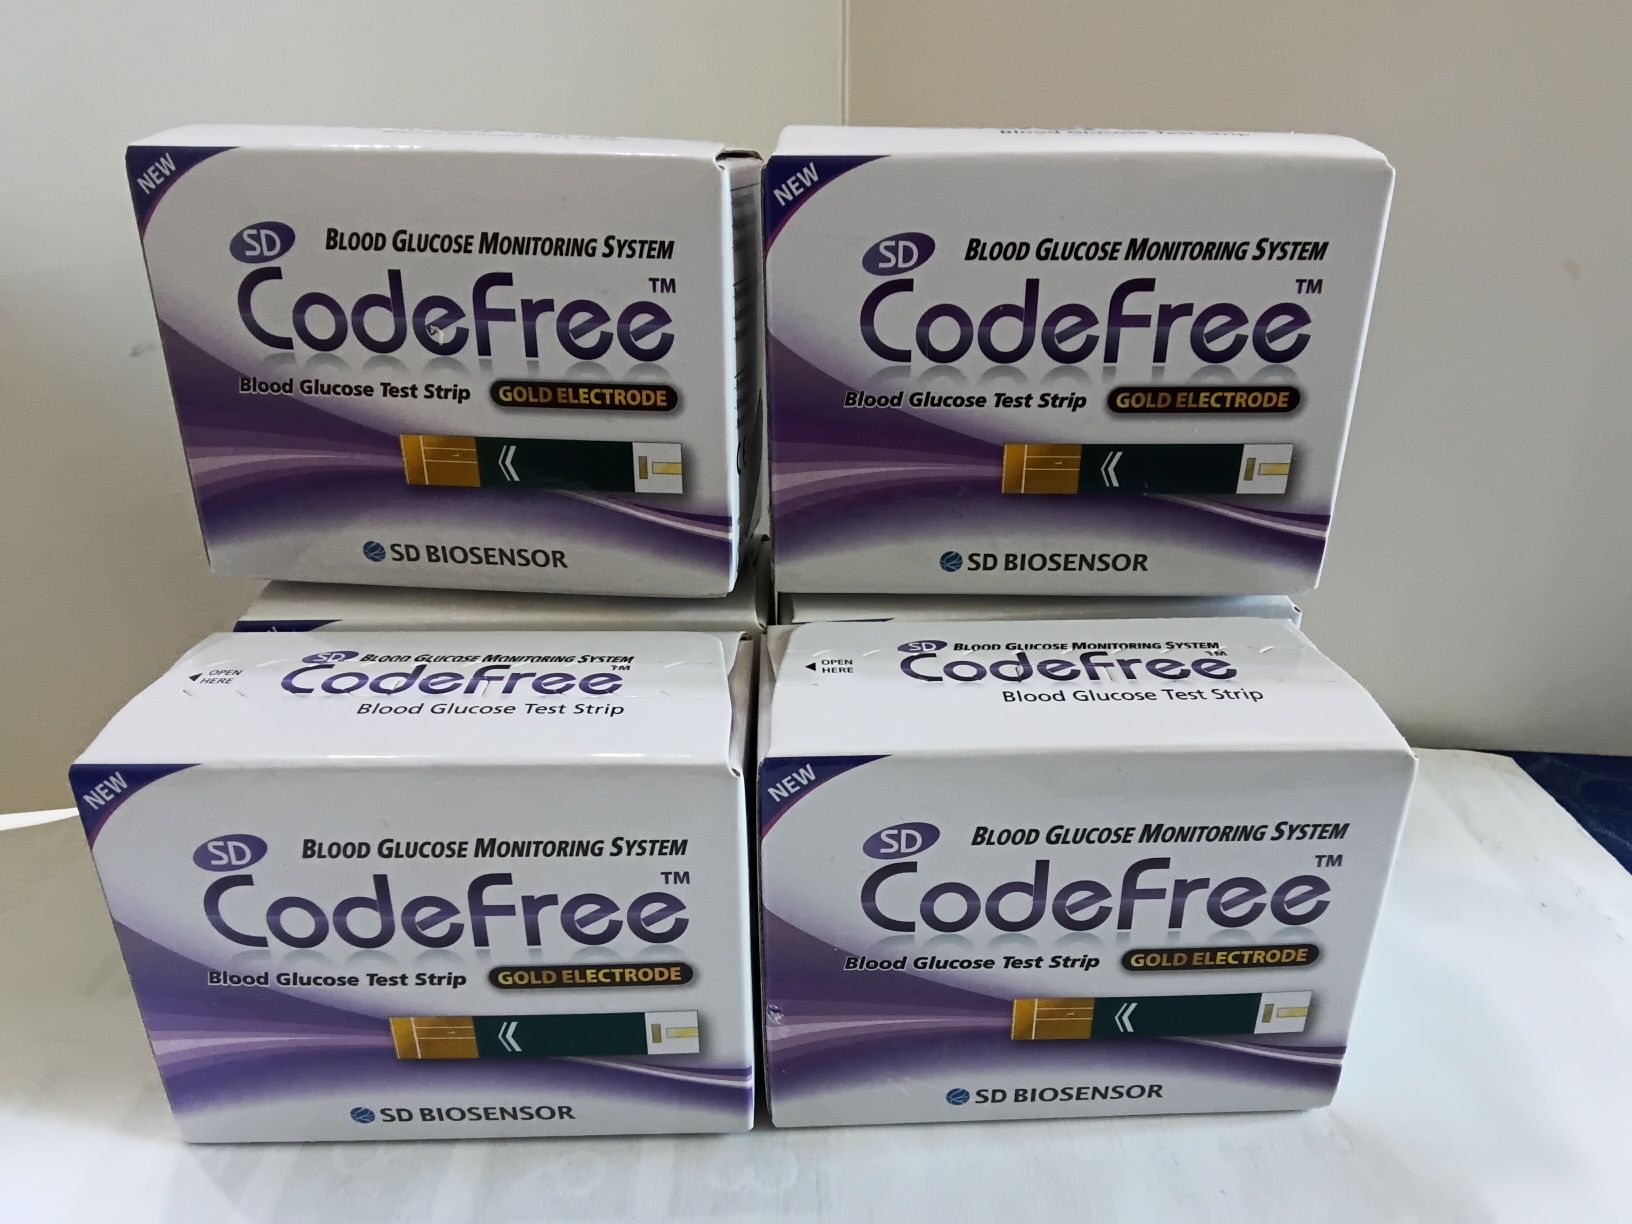 Blood Glucose Test Strip
NEW
SD
BLOOD GLUCOSE MONITORING SYSTEM
CodeFree™
Blood Glucose Test Strip GOLD ELECTRODE
SD BIOSENSOR
NEW
SD
BLOOD GLUCOSE MONITORING SYSTEM
CodeFree™
Blood Glucose Test Strip GOLD ELECTRODE
SD BIOSENSOR
OPEN
HERE
SD BLOOD GLUCOSE MONITORING SYSTEM
CodeFree™
Blood Glucose Test Strip
NEW
SD
BLOOD GLUCOSE MONITORING SYSTEM
CodeFree™
Blood Glucose Test Strip GOLD ELECTRODE
SD BIOSENSOR
OPEN
HERE
SD BLOOD GLUCOSE MONITORING SYSTEM
CodeFree™
Blood Glucose Test Strip
NEW
SD
BLOOD GLUCOSE MONITORING SYSTEM
CodeFree™
Blood Glucose Test Strip GOLD ELECTRODE
SD BIOSENSOR